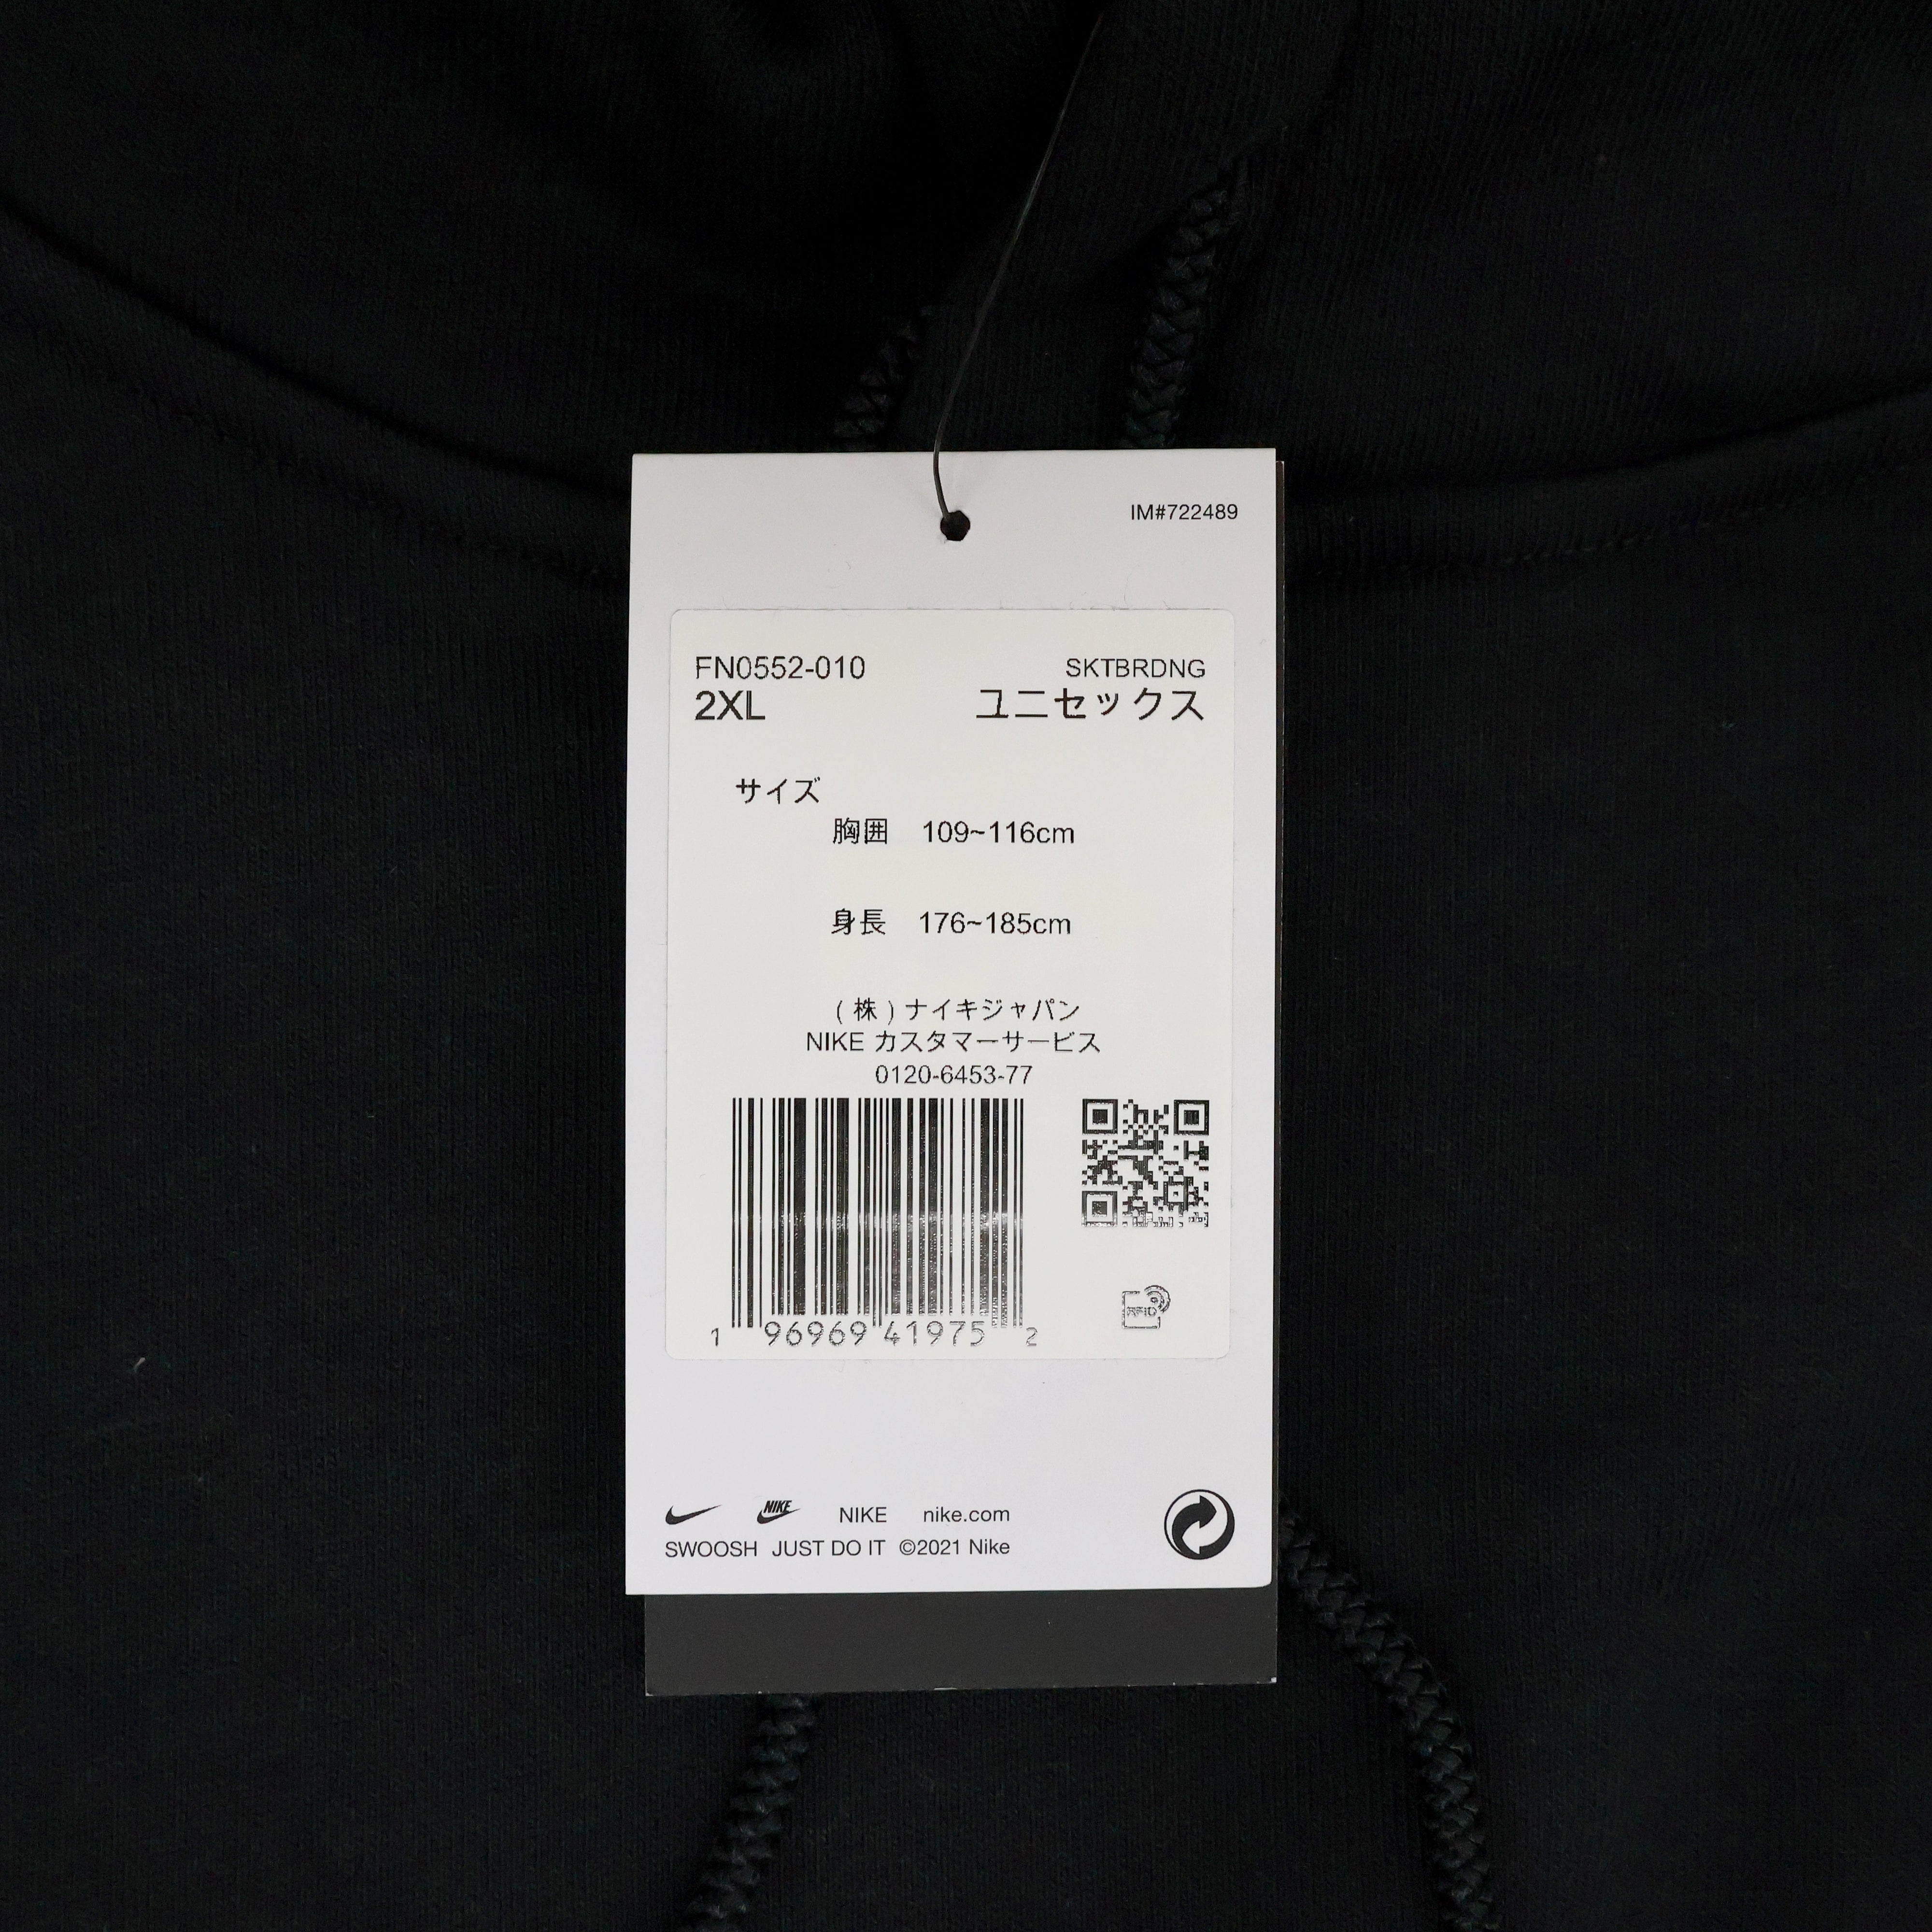 IM#722489
FN0552-010 SKTBRDNG
2XL ユニセックス
サイズ
胸囲 109~116cm
身長 176~185cm
(株)ナイキジャパン
NIKE カスタマーサービス
0120-6453-77
1 96969 41975 2
RFID
NIKE NIKE nike.com
SWOOSH JUST DO IT ©2021 Nike